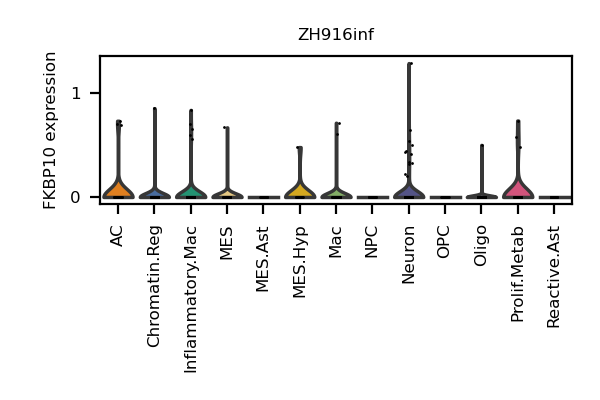 ZH916inf
FKBP10 expression
1
0
AC
Chromatin.Reg
Inflammatory.Mac
MES
MES.Ast
MES.Hyp
Mac
NPC
Neuron
OPC
Oligo
Prolif.Metab
Reactive.Ast